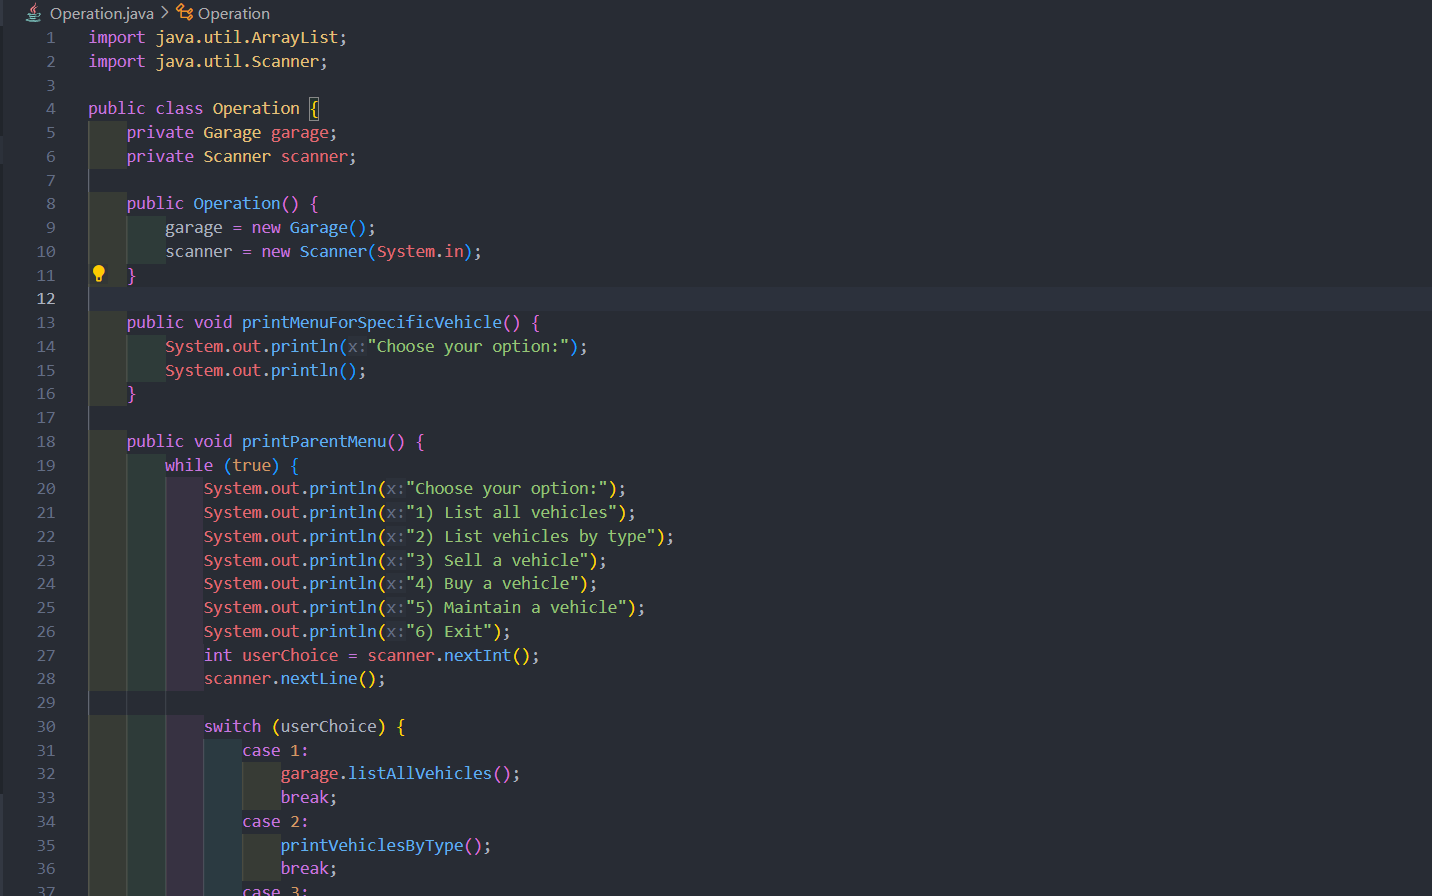 Operation.java > Operation
1 import java.util.ArrayList;
2 import java.util.Scanner;
3
4 public class Operation {
5     private Garage garage;
6     private Scanner scanner;
7
8     public Operation() {
9         garage = new Garage();
10         scanner = new Scanner(System.in);
11     }
12
13     public void printMenuForSpecificVehicle() {
14         System.out.println(x:"Choose your option:");
15         System.out.println();
16     }
17
18     public void printParentMenu() {
19         while (true) {
20             System.out.println(x:"Choose your option:");
21             System.out.println(x:"1) List all vehicles");
22             System.out.println(x:"2) List vehicles by type");
23             System.out.println(x:"3) Sell a vehicle");
24             System.out.println(x:"4) Buy a vehicle");
25             System.out.println(x:"5) Maintain a vehicle");
26             System.out.println(x:"6) Exit");
27             int userChoice = scanner.nextInt();
28             scanner.nextLine();
29
30             switch (userChoice) {
31                 case 1:
32                     garage.listAllVehicles();
33                     break;
34                 case 2:
35                     printVehiclesByType();
36                     break;
37                 case 3: